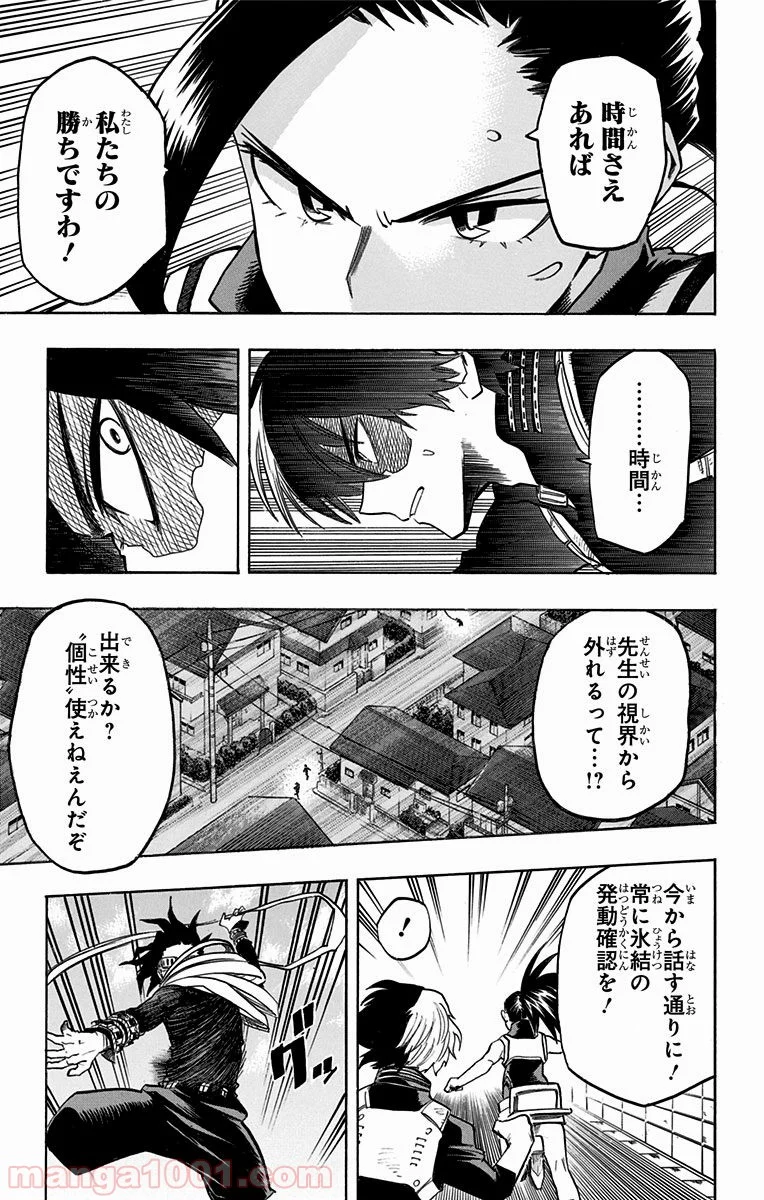 時間さえ
あれば
私たちの
勝ちですわ！
………時間…
先生の視界から
外れるって…!?
出来るか？
〝個性〟使えねえんだぞ
今から話す通りに！
常に氷結の
発動確認を！
！
グッ
manga1001.com